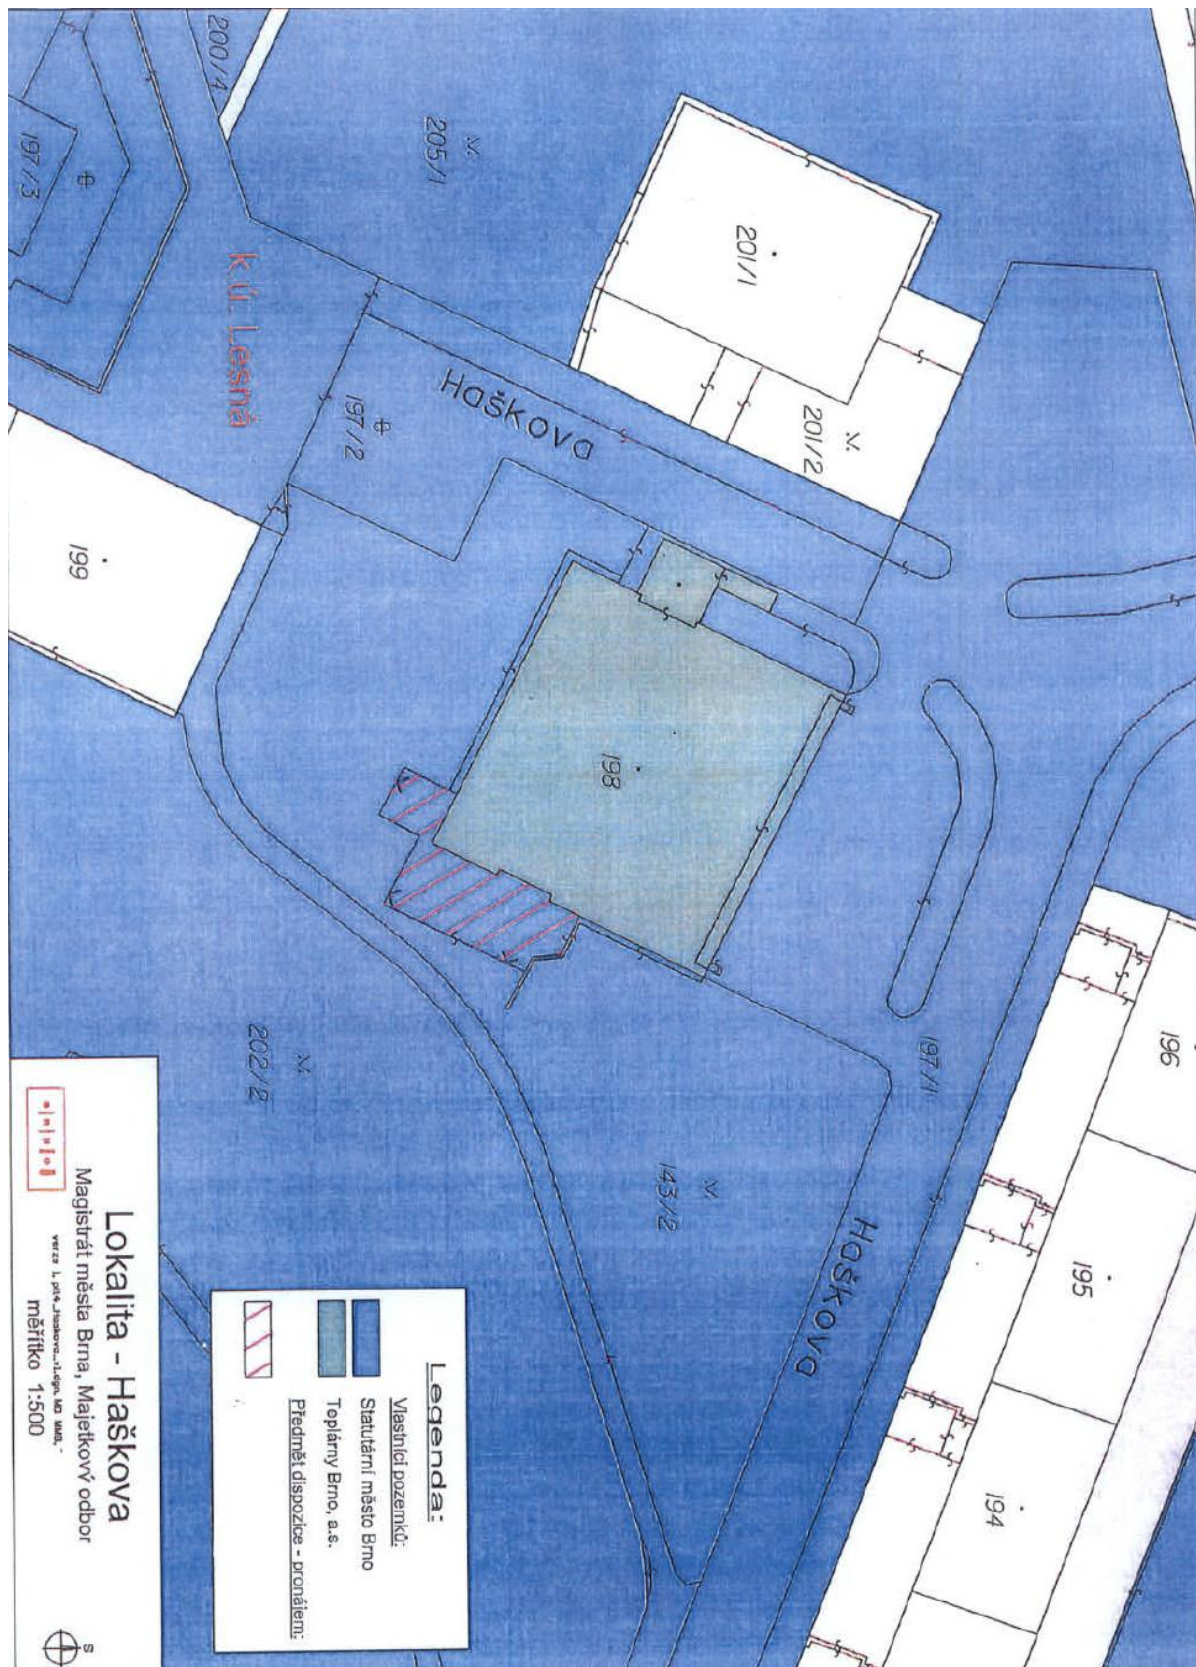 200/4
197/3
205/1
201/1
201/2
k.ú. Lesná
197/2
Haškova
199
198
196
197/1
195
194
202/2
143/2
Haškova
Legenda:
Vlastníci pozemků:
Statutární město Brno
Teplárny Brno, a.s.
Předmět dispozice - pronájem:
Lokalita - Haškova
Magistrát města Brna, Majetkový odbor
měřítko 1:500
S